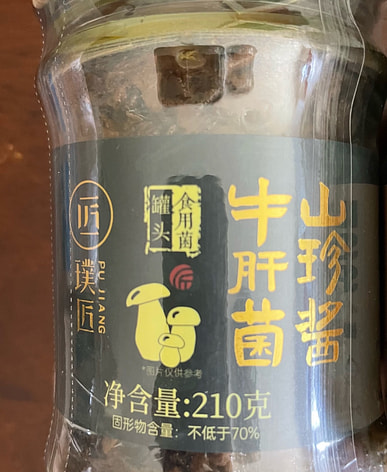 山珍酱
牛肝菌
食用菌
罐头
匠
璞匠
PU JIANG
*图片仅供参考
净含量:210克
固形物含量: 不低于70%